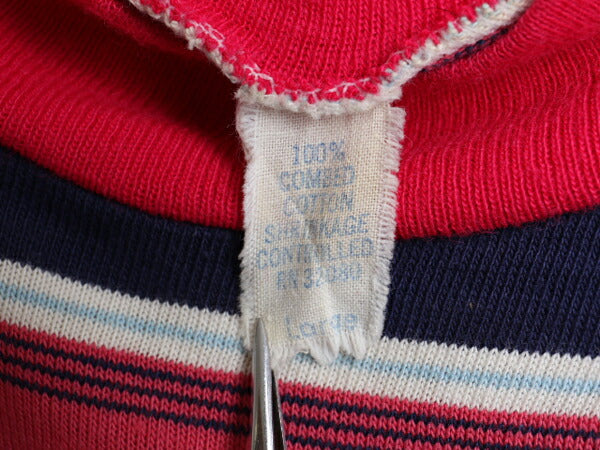 100%
COMBED
COTTON
SHRINKAGE
CONTROLLED
RN 32080
Large